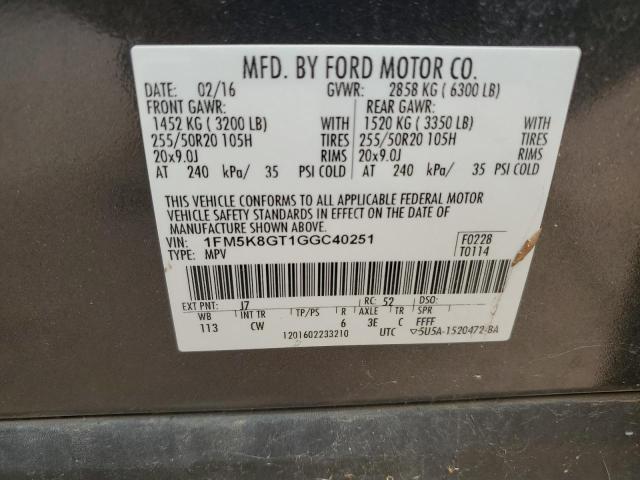 MFD. BY FORD MOTOR CO.
DATE: 02/16 GVWR: 2858 KG ( 6300 LB)
FRONT GAWR: REAR GAWR:
1452 KG ( 3200 LB) WITH 1520 KG ( 3350 LB) WITH
255/50R20 105H TIRES 255/50R20 105H TIRES
20x9.0J RIMS 20x9.0J RIMS
AT 240 kPa/ 35 PSI COLD AT 240 kPa/ 35 PSI COLD
THIS VEHICLE CONFORMS TO ALL APPLICABLE FEDERAL MOTOR
VEHICLE SAFETY STANDARDS IN EFFECT ON THE DATE OF
MANUFACTURE SHOWN ABOVE.
VIN: 1FM5K8GT1GGC40251 F0228
TYPE: MPV T0114
EXT PNT: J7 RC: 52 DSO:
WB INT TR TP/PS R AXLE TR SPR
113 CW 6 3E C FFFF
1201602233210 UTC ▽5U5A-1520472-BA